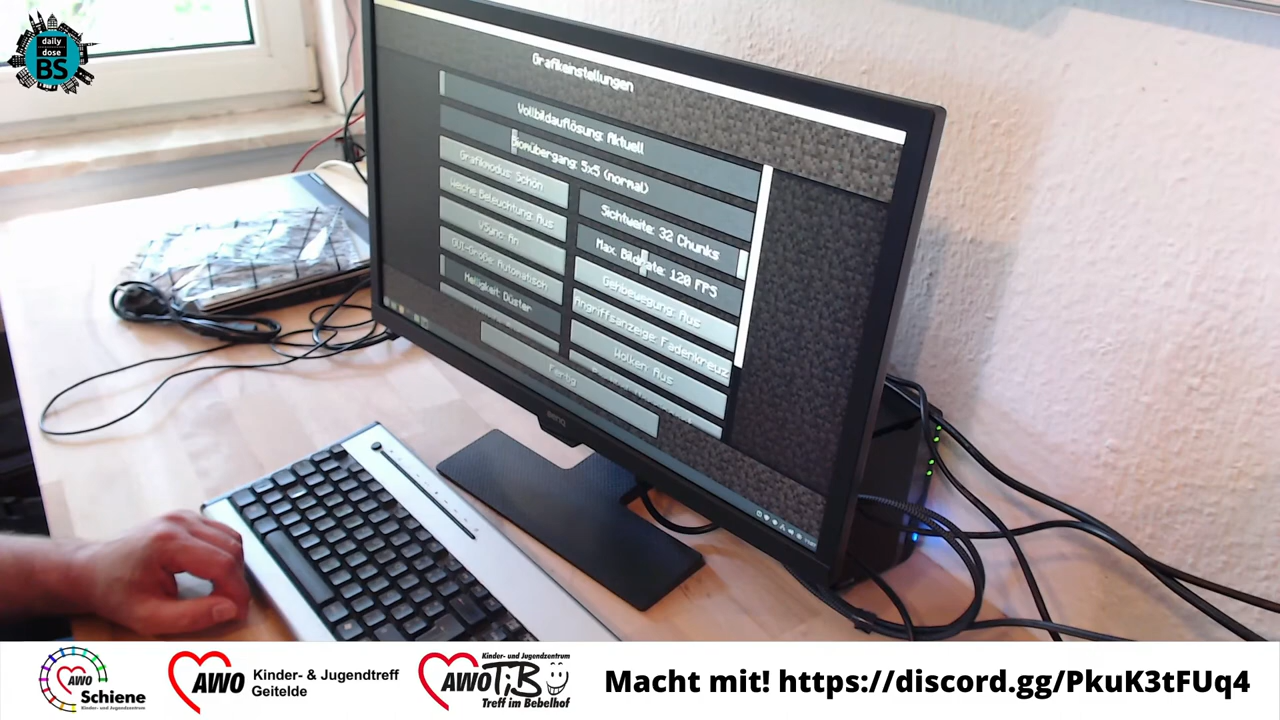 daily
dose
BS
Grafikeinstellungen
Vollbildauflösung: Aktuell
Biomübergang: 5x5 (normal)
Grafikmodus: Schön
Sichtweite: 32 Chunks
Weiche Beleuchtung: Aus
Max. Bildrate: 120 FPS
VSync: An
Gehbewegung: Aus
GUI-Größe: Automatisch
Angriffsanzeige: Fadenkreuz
Helligkeit: Düster
Wolken: Aus
Fertig
BenQ
AWO
Schiene
Kinder- und Jugendzentrum
AWO
Kinder- & Jugendtreff
Geitelde
Kinder- und Jugendzentrum
AWO TiB
Treff im Bebelhof
Macht mit! https://discord.gg/PkuK3tFUq4